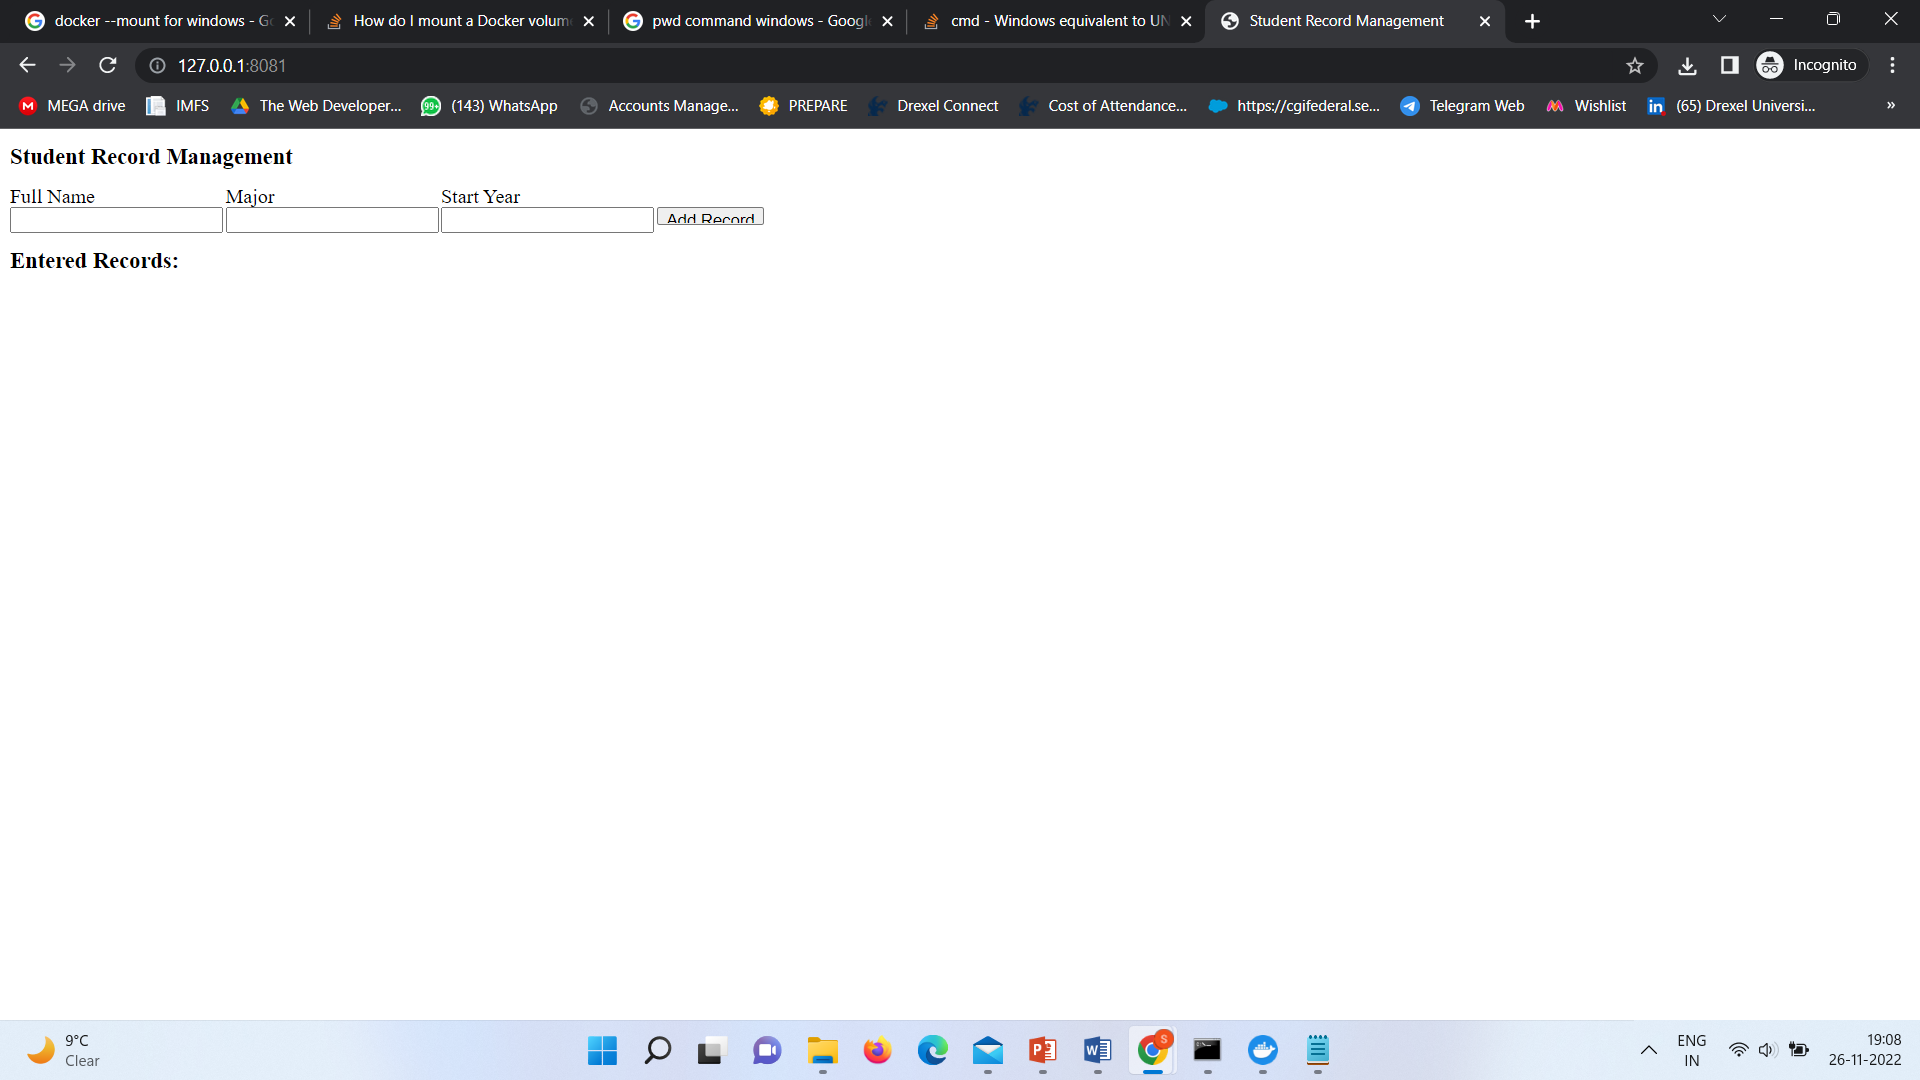 docker --mount for windows - Go
How do I mount a Docker volum
pwd command windows - Google
cmd - Windows equivalent to UN
Student Record Management
127.0.0.1:8081
Incognito
MEGA drive
IMFS
The Web Developer...
99+
(143) WhatsApp
Accounts Manage...
PREPARE
Drexel Connect
Cost of Attendance...
https://cgifederal.se...
Telegram Web
Wishlist
(65) Drexel Universi...
»
Student Record Management
Full Name
Major
Start Year
Add Record
Entered Records:
9°C
Clear
S
ENG
IN
19:08
26-11-2022